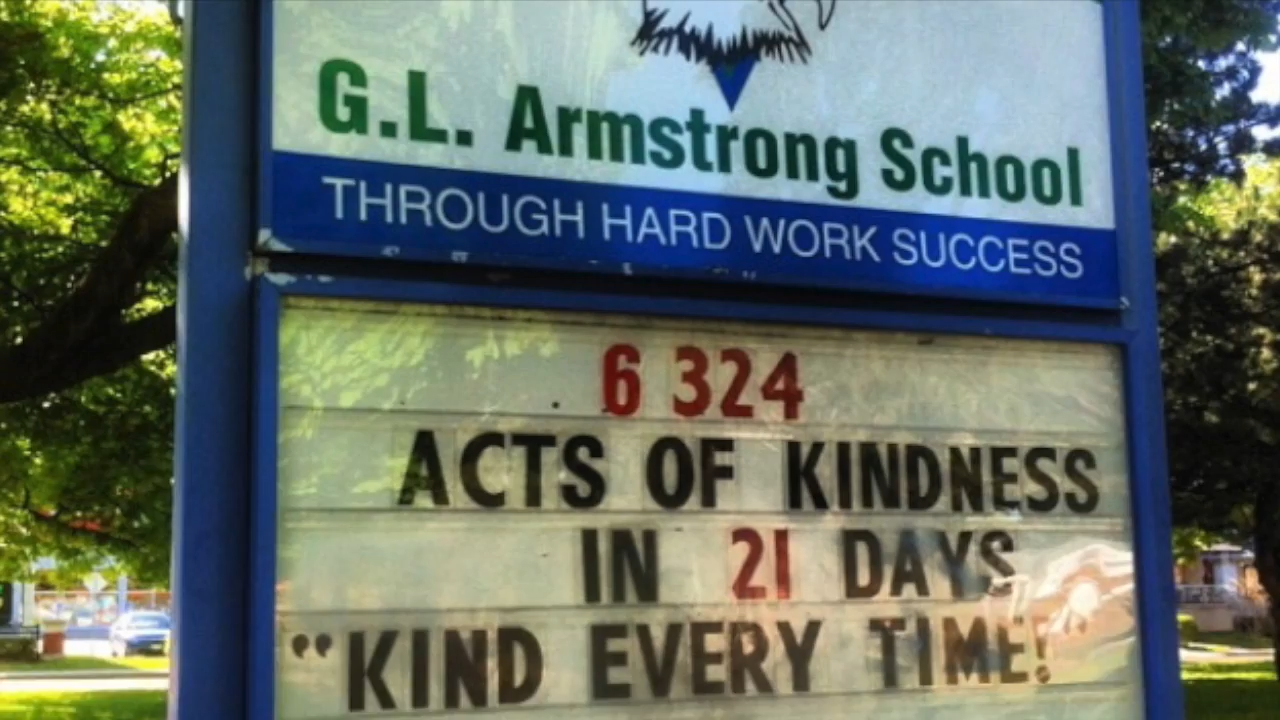 G.L. Armstrong School
THROUGH HARD WORK SUCCESS
6 324
ACTS OF KINDNESS
IN 21 DAYS
"KIND EVERY TIME!"